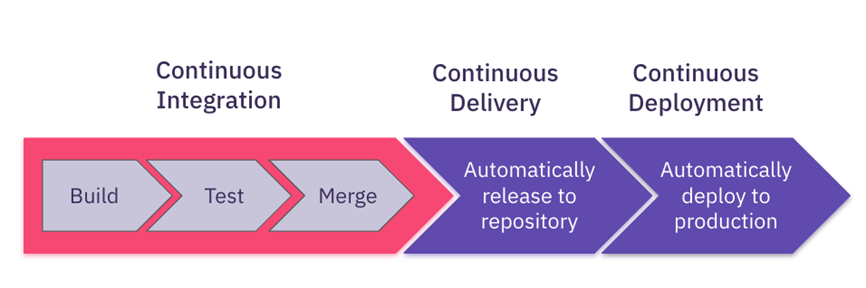 Continuous
Integration
Continuous
Delivery
Continuous
Deployment
Build
Test
Merge
Automatically
release to
repository
Automatically
deploy to
production